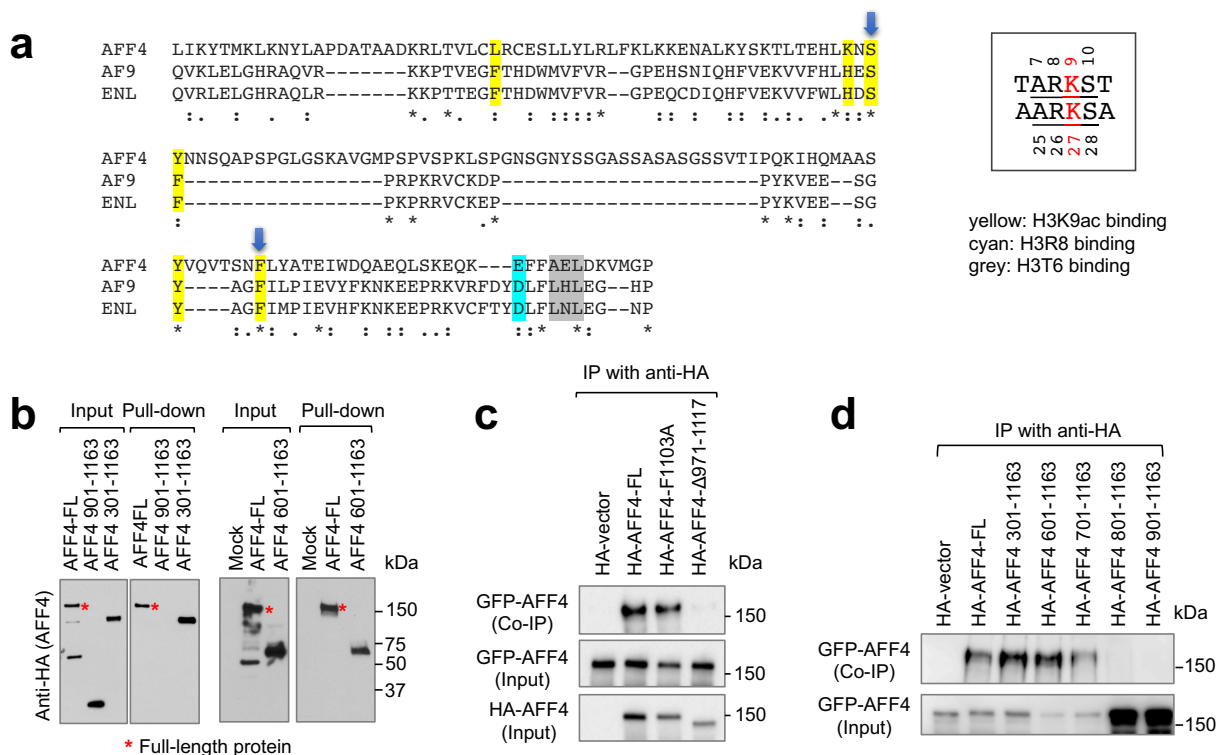 a
AFF4 LIKYTMKLKNYLAPDATAADKRLTVLCLRCESLLYLRLFKLKKENALKYSKTLTEHLKNS
AF9 QVKLELGHRAQVR-------KKPTVEGFTHDWMVFVR--GPEHSNIQHFVEKVVFHLHES
ENL QVRLELGHRAQVR-------KKPTTEGFTHDWMVFVR--GPEQCDIQHFVEKVVFWLHDS
AFF4 YNNSQAPSPGLGSKAVGMPSPVSPKLSPGNSGNYSSGASSASASGSSVTIPQKIHQMAAS
AF9 F-----------------PRPKRVCKDP----------------------PYKVEE--SG
ENL F-----------------PKPKRVCKEP----------------------PYKVEE--SG
AFF4 YVQVTSNFLYATEIWDQAEQLSKEQK---EFFAELDKVMGP
AF9 Y----AGFILPIEVYFKNKEEPRKVRFDYDLFLHLEG--HP
ENL Y----AGFIMPIEVHFKNKEEPRKVCFTYDLFLNLEG--NP
7 8 9 10
TARKST
AARKSA
25 26 27 28
yellow: H3K9ac binding
cyan: H3R8 binding
grey: H3T6 binding
b
Input Pull-down Input Pull-down
AFF4-FL
AFF4 901-1163
AFF4 301-1163
AFF4FL
AFF4 901-1163
AFF4 301-1163
Mock
AFF4-FL
AFF4 601-1163
Mock
AFF4-FL
AFF4 601-1163
kDa
Anti-HA (AFF4)
* * * *
150
75
50
37
* Full-length protein
c
IP with anti-HA
HA-vector
HA-AFF4-FL
HA-AFF4-F1103A
HA-AFF4-Δ971-1117
kDa
GFP-AFF4 (Co-IP)
150
GFP-AFF4 (Input)
150
HA-AFF4 (Input)
150
d
IP with anti-HA
HA-vector
HA-AFF4-FL
HA-AFF4 301-1163
HA-AFF4 601-1163
HA-AFF4 701-1163
HA-AFF4 801-1163
HA-AFF4 901-1163
kDa
GFP-AFF4 (Co-IP)
150
GFP-AFF4 (Input)
150